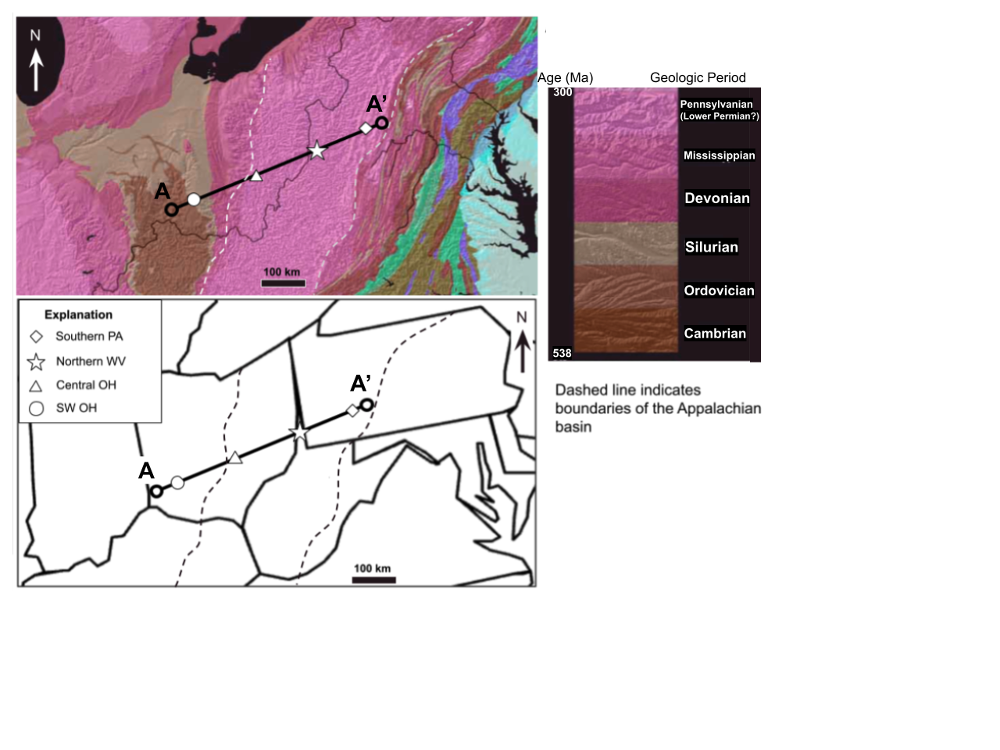 N
A
A'
100 km
Age (Ma)
Geologic Period
300
Pennsylvanian
(Lower Permian?)
Mississippian
Devonian
Silurian
Ordovician
Cambrian
538
Dashed line indicates
boundaries of the Appalachian
basin
Explanation
Southern PA
Northern WV
Central OH
SW OH
N
A
A'
100 km